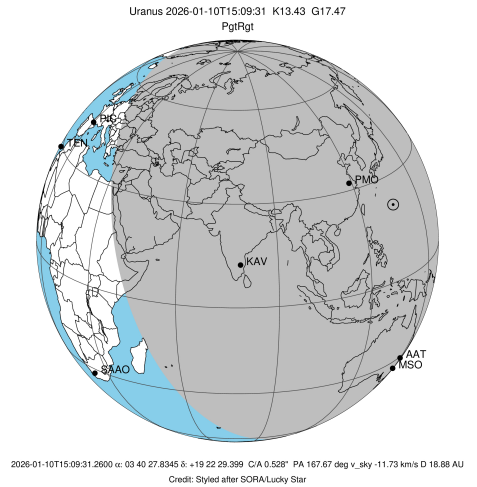 Uranus 2026-01-10T15:09:31 K13.43 G17.47
PgtRgt
PIC
TEN
PMO
KAV
AAT
MSO
SAAO
2026-01-10T15:09:31.2600 α: 03 40 27.8345 δ: +19 22 29.399 C/A 0.528" PA 167.67 deg v_sky -11.73 km/s D 18.88 AU
Credit: Styled after SORA/Lucky Star